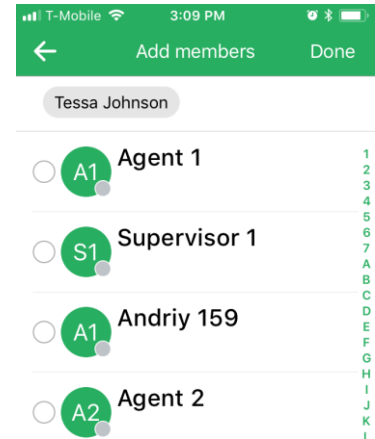 T-Mobile 3:09 PM
Add members Done
Tessa Johnson
A1 Agent 1
S1 Supervisor 1
A1 Andriy 159
A2 Agent 2
1
2
3
4
5
6
7
A
B
C
D
E
F
G
H
I
J
K